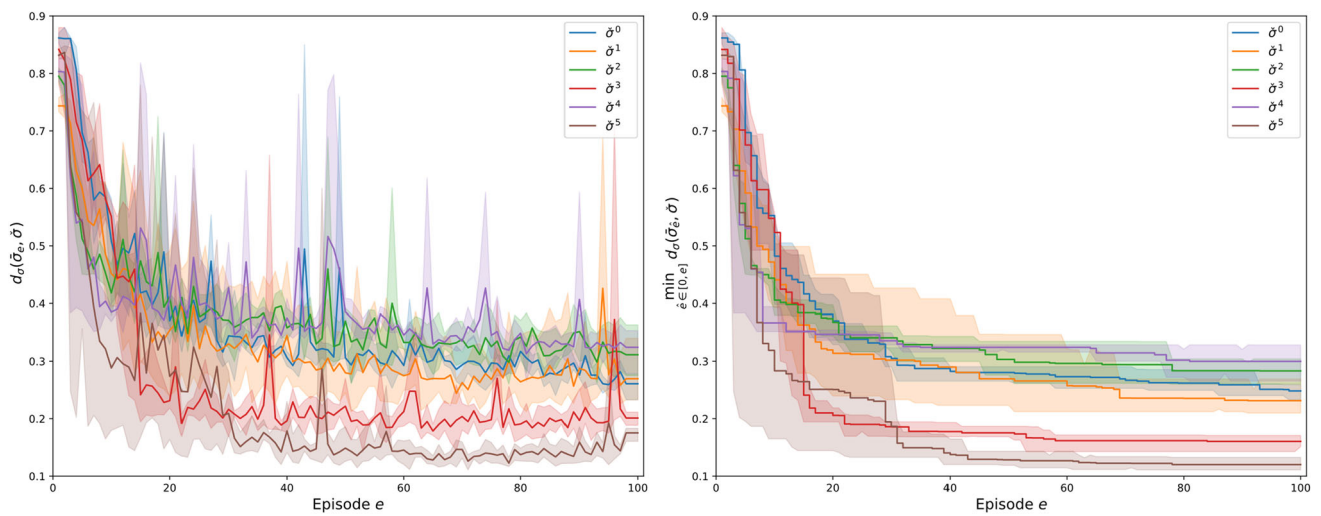 0.9
0.8
0.7
0.6
0.5
0.4
0.3
0.2
0.1
d_σ(σ̄_e, σ̌)
0
20
40
60
80
100
Episode e
σ̌⁰
σ̌¹
σ̌²
σ̌³
σ̌⁴
σ̌⁵
0.9
0.8
0.7
0.6
0.5
0.4
0.3
0.2
0.1
min d_σ(σ̄_ê, σ̌)
ê∈[0, e]
0
20
40
60
80
100
Episode e
σ̌⁰
σ̌¹
σ̌²
σ̌³
σ̌⁴
σ̌⁵